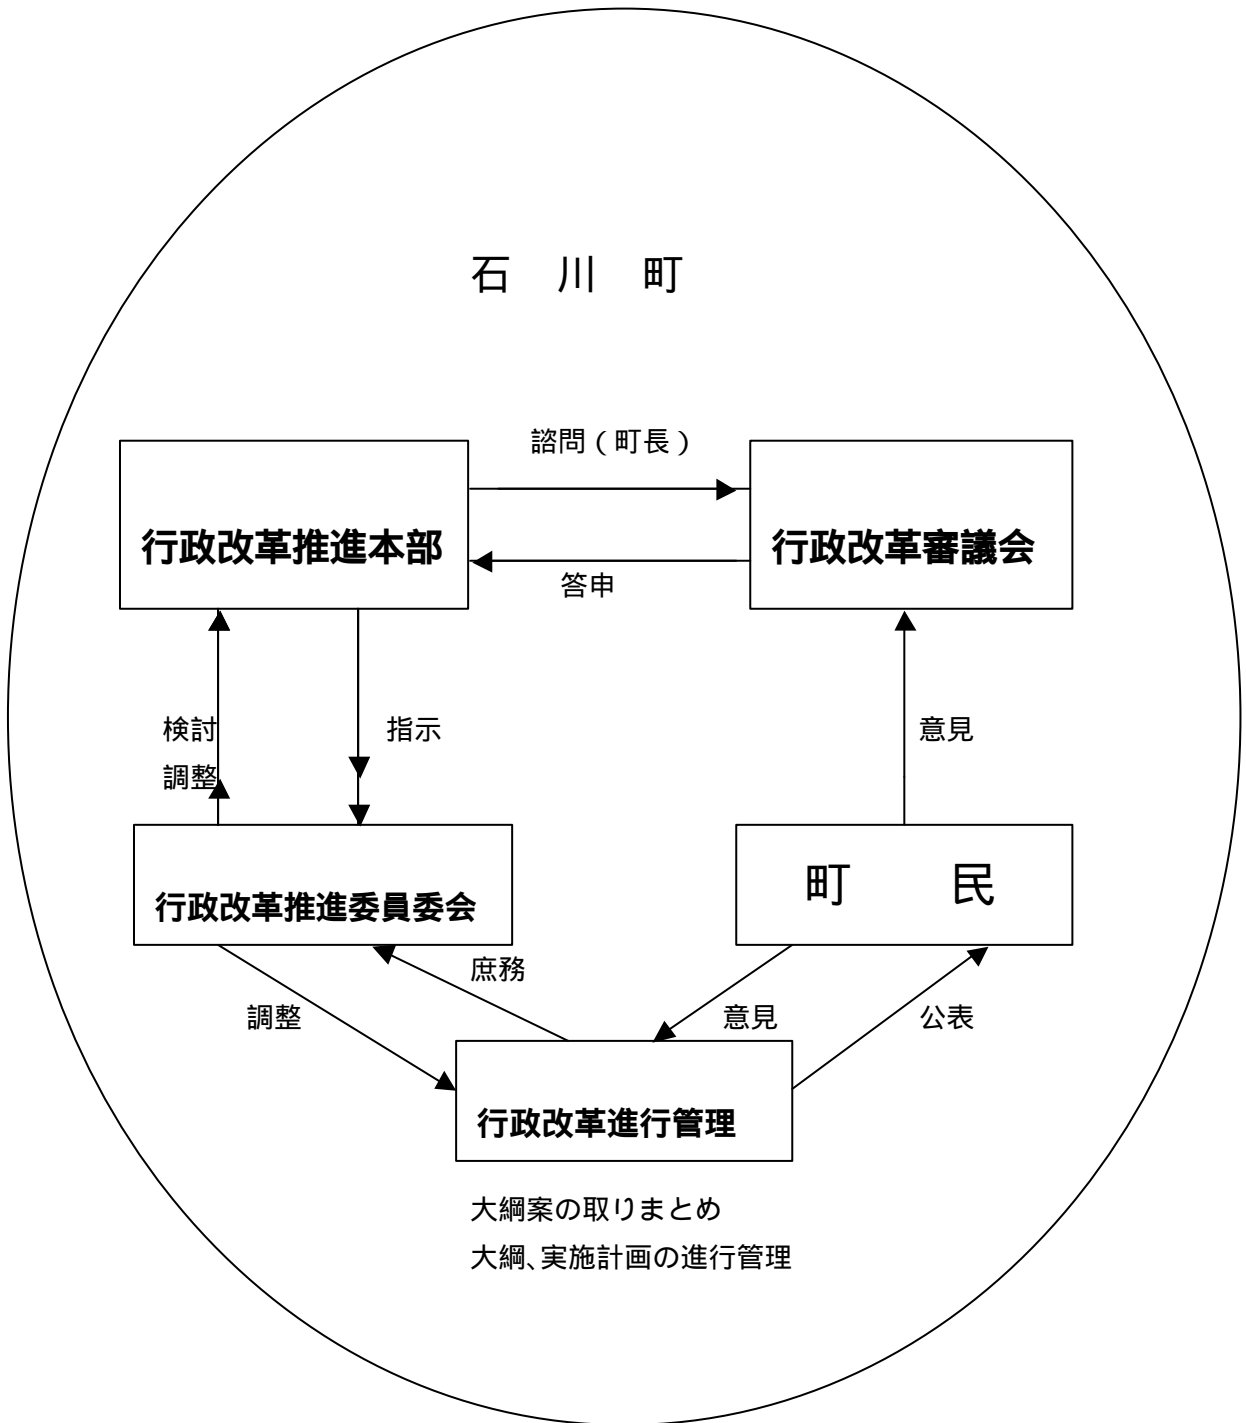 石 川 町
諮問（町長）
行政改革推進本部
行政改革審議会
答申
検討
調整
指示
意見
行政改革推進委員委会
町 民
庶務
調整
意見
公表
行政改革進行管理
大綱案の取りまとめ
大綱、実施計画の進行管理